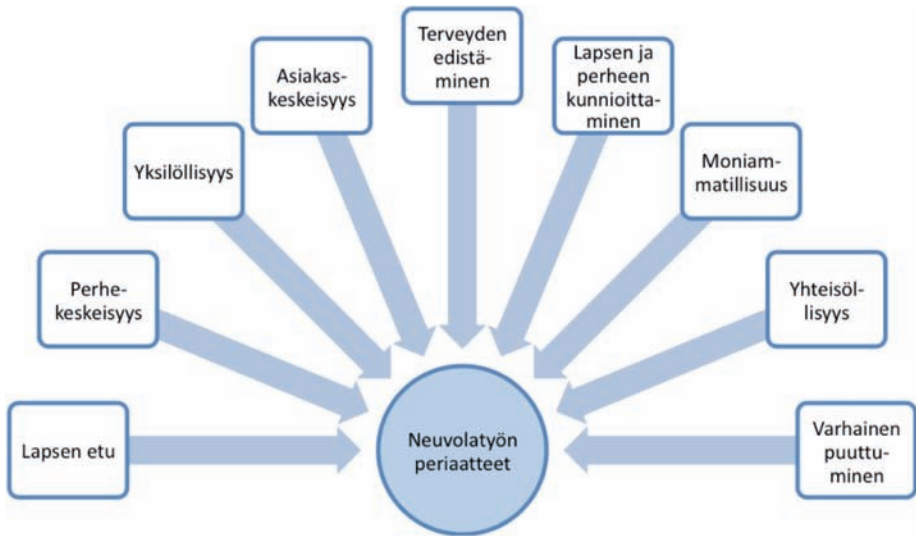 Terveyden
edistä-
minen
Asiakas-
keskeisyys
Lapsen ja
perheen
kunnioitta-
minen
Yksilöllisyys
Moniam-
matillisuus
Perhe-
keskeisyys
Yhteisöl-
lisyys
Lapsen etu
Neuvolatyön
periaatteet
Varhainen
puuttu-
minen